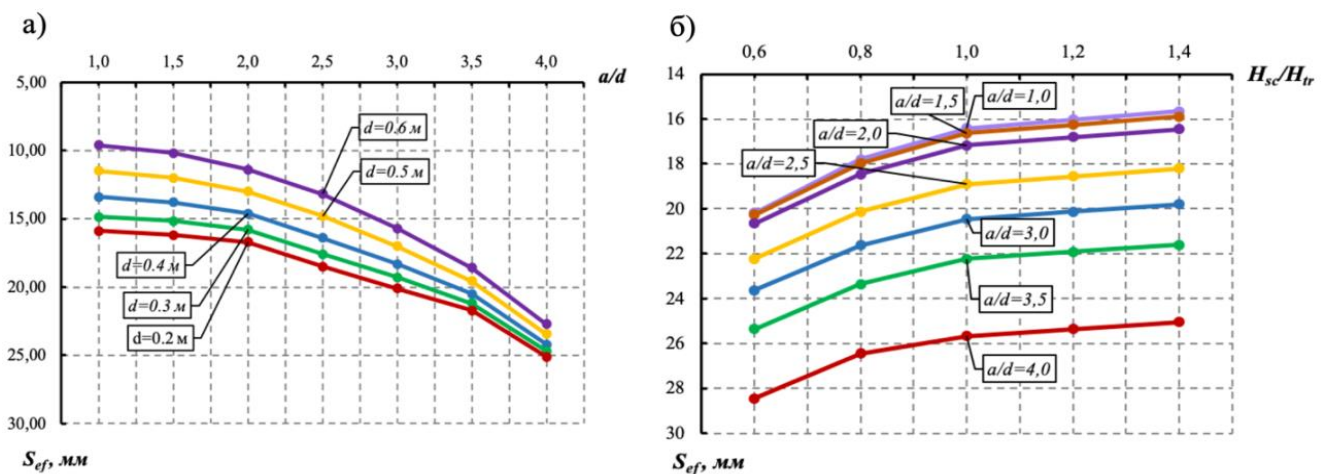 а)
1,0 1,5 2,0 2,5 3,0 3,5 4,0
a/d
5,00
10,00
15,00
20,00
25,00
30,00
d=0.6 м
d=0.5 м
d=0.4 м
d=0.3 м
d=0.2 м
S_ef, мм
б)
0,6 0,8 1,0 1,2 1,4
H_sc/H_tr
14
16
18
20
22
24
26
28
30
a/d=1,5
a/d=1,0
a/d=2,0
a/d=2,5
a/d=3,0
a/d=3,5
a/d=4,0
S_ef, мм